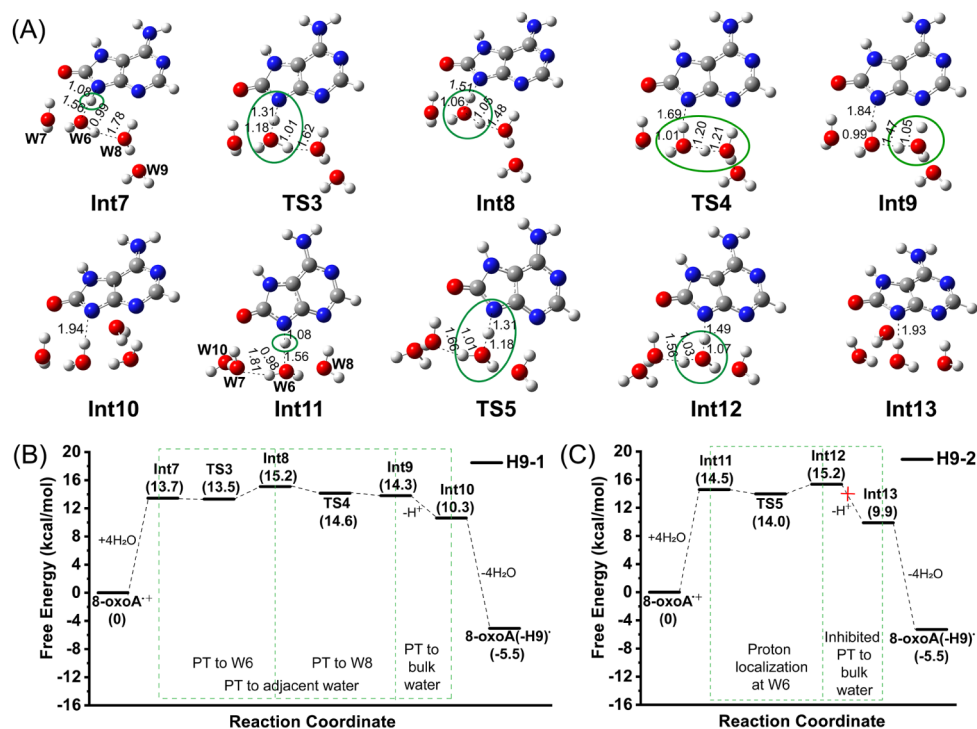 (A)
1.08
1.56
0.99
1.78
W7
W6
W8
W9
Int7
1.31
1.18
1.01
1.62
TS3
1.51
1.06
1.05
1.48
Int8
1.69
1.01
1.20
1.21
TS4
1.84
0.99
1.47
1.05
Int9
1.94
Int10
1.08
1.56
0.98
1.81
W10
W7
W6
W8
Int11
1.31
1.18
1.01
1.66
TS5
1.49
1.07
1.03
1.56
Int12
1.93
Int13
(B)
H9-1
Free Energy (kcal/mol)
20
16
12
8
4
0
-4
-8
-12
-16
8-oxoA•+
(0)
+4H₂O
Int7
(13.7)
TS3
(13.5)
Int8
(15.2)
TS4
(14.6)
Int9
(14.3)
-H⁺
Int10
(10.3)
-4H₂O
8-oxoA(-H9)•
(-5.5)
PT to W6
PT to W8
PT to adjacent water
PT to
bulk
water
Reaction Coordinate
(C)
H9-2
Free Energy (kcal/mol)
20
16
12
8
4
0
-4
-8
-12
-16
8-oxoA•+
(0)
+4H₂O
Int11
(14.5)
TS5
(14.0)
Int12
(15.2)
-H⁺
Int13
(9.9)
-4H₂O
8-oxoA(-H9)•
(-5.5)
Proton
localization
at W6
Inhibited
PT to
bulk
water
Reaction Coordinate